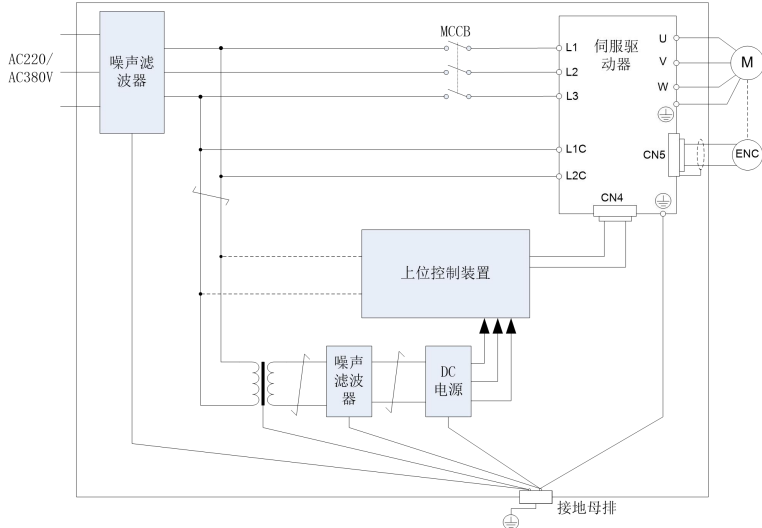 AC220/
AC380V
噪声滤
波器
MCCB
L1
L2
L3
L1C
L2C
伺服驱
动器
U
V
W
M
CN5
ENC
CN4
上位控制装置
噪声
滤波
器
DC
电源
接地母排